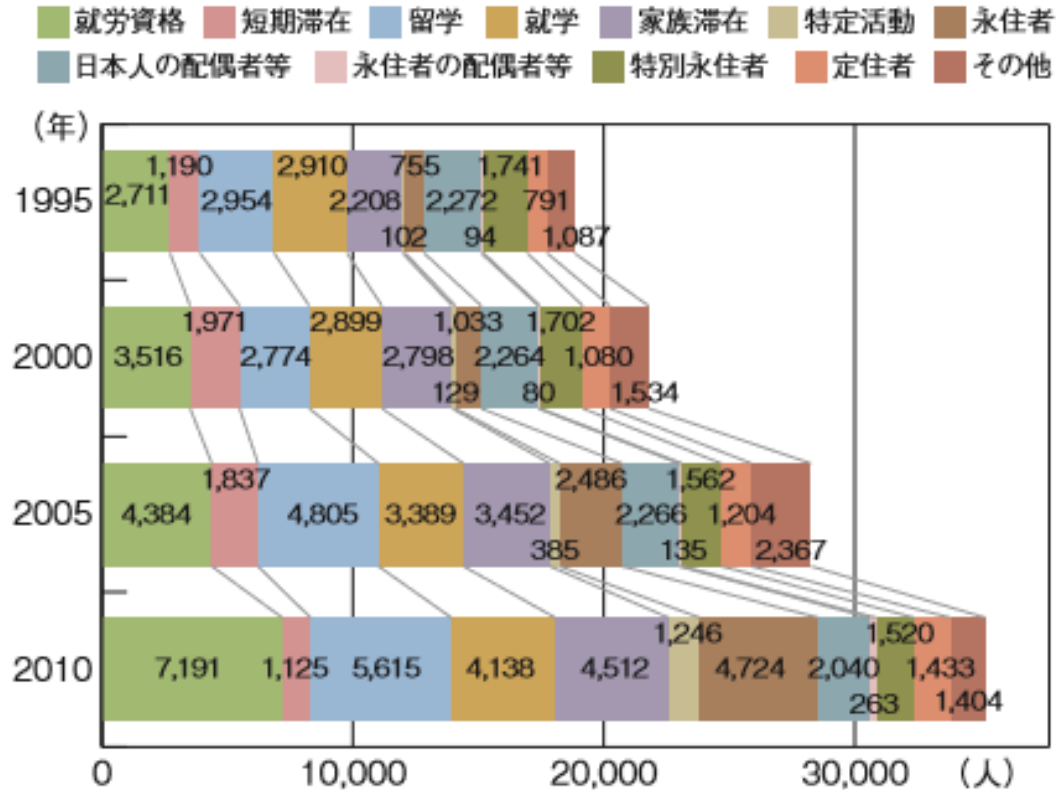 就労資格 短期滞在 留学 就学 家族滞在 特定活動 永住者
日本人の配偶者等 永住者の配偶者等 特別永住者 定住者 その他
(年)
1,190 2,910 755 1,741
1995 2,711 2,954 2,208 2,272 791
102 94 1,087
1,971 2,899 1,033 1,702
2000 3,516 2,774 2,798 2,264 1,080
129 80 1,534
1,837 2,486 1,562
2005 4,384 4,805 3,389 3,452 2,266 1,204
385 135 2,367
1,246 1,520
2010 7,191 1,125 5,615 4,138 4,512 4,724 2,040 1,433
263 1,404
0 10,000 20,000 30,000 (人)